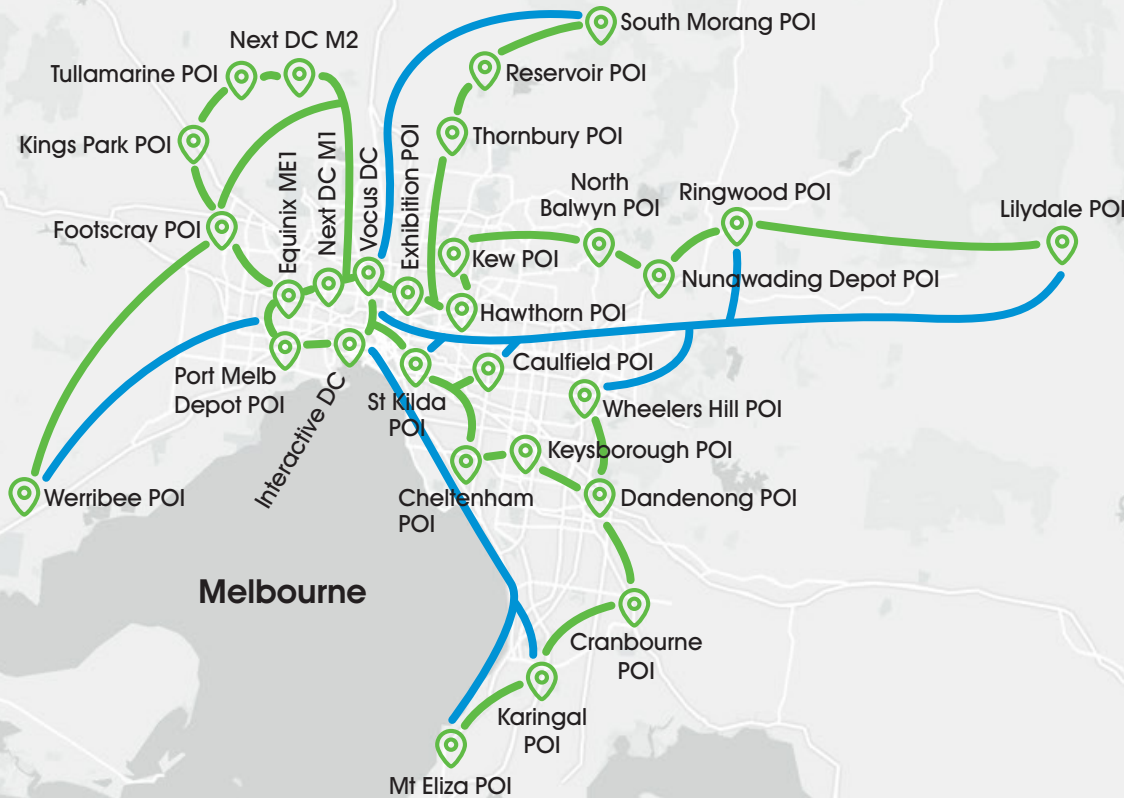 South Morang POI
Next DC M2
Tullamarine POI
Reservoir POI
Kings Park POI
Thornbury POI
Equinix ME1
Next DC M1
Vocus DC
Exhibition POI
North
Balwyn POI
Ringwood POI
Lilydale POI
Footscray POI
Kew POI
Nunawading Depot POI
Hawthorn POI
Caulfield POI
Port Melb
Depot POI
Interactive DC
St Kilda
POI
Wheelers Hill POI
Keysborough POI
Werribee POI
Cheltenham
POI
Dandenong POI
Melbourne
Cranbourne
POI
Karingal
POI
Mt Eliza POI